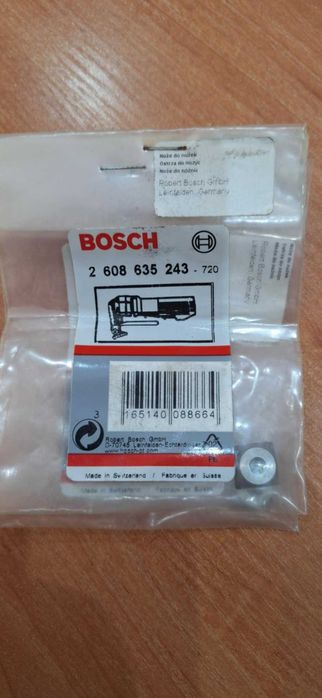 Nože do nůžek
Ostrza do nożyc
Nože do nožníc
Robert Bosch GmbH
Leinfelden, Germany
BOSCH
2 608 635 243 - 720
3
165140 088664
Robert Bosch GmbH
D-70745 Leinfelden-Echterdingen
www.bosch-pt.com
PE
Made in Switzerland / Fabriqué en Suisse
Made in Switzerland / Fabriqué en Suisse